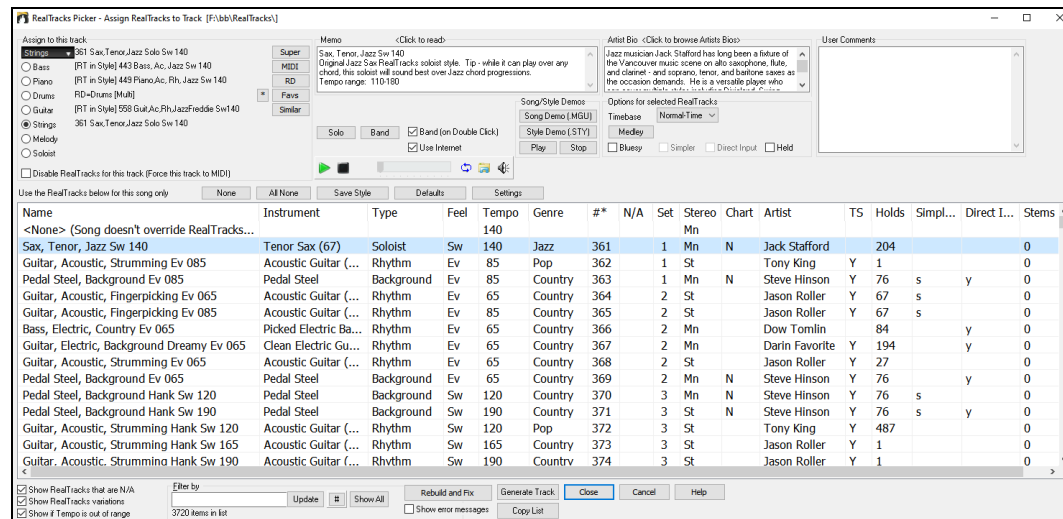 RealTracks Picker - Assign RealTracks to Track [F:\bb\RealTracks\]
Assign to this track
Strings 361 Sax,Tenor,Jazz Solo Sw 140 Super
Bass [RT in Style] 443 Bass, Ac, Jazz Sw 140 MIDI
Piano [RT in Style] 449 Piano,Ac, Rh, Jazz Sw 140 RD
Drums RD=Drums [Multi] * Favs
Guitar [RT in Style] 558 Guit,Ac,Rh,JazzFreddie Sw140 Similar
Strings 361 Sax,Tenor,Jazz Solo Sw 140
Melody
Soloist
Disable RealTracks for this track (Force this track to MIDI)
Memo <Click to read>
Sax, Tenor, Jazz Sw 140
Original Jazz Sax RealTracks soloist style. Tip - while it can play over any
chord, this soloist will sound best over Jazz chord progressions.
Tempo range: 110-180
Solo Band Band (on Double Click)
Use Internet
Song/Style Demos
Song Demo (.MGU)
Style Demo (.STY)
Play Stop
Artist Bio <Click to browse Artists Bios>
Jazz musician Jack Stafford has long been a fixture of
the Vancouver music scene on alto saxophone, flute,
and clarinet - and soprano, tenor, and baritone saxes as
the occasion demands. He is a versatile player who
Options for selected RealTracks
Timebase Normal-Time
Medley
Bluesy Simpler Direct Input Held
User Comments
Use the RealTracks below for this song only None All None Save Style Defaults Settings
Name Instrument Type Feel Tempo Genre #* N/A Set Stereo Chart Artist TS Holds Simpl... Direct I... Stems
<None> (Song doesn't override RealTracks... 140 Mn
Sax, Tenor, Jazz Sw 140 Tenor Sax (67) Soloist Sw 140 Jazz 361 1 Mn N Jack Stafford 204 0
Guitar, Acoustic, Strumming Ev 085 Acoustic Guitar (... Rhythm Ev 85 Pop 362 1 St Tony King Y 1 0
Pedal Steel, Background Ev 085 Pedal Steel Background Ev 85 Country 363 1 Mn N Steve Hinson Y 76 s y 0
Guitar, Acoustic, Fingerpicking Ev 065 Acoustic Guitar (... Rhythm Ev 65 Country 364 2 St Jason Roller Y 67 s 0
Guitar, Acoustic, Fingerpicking Ev 085 Acoustic Guitar (... Rhythm Ev 85 Country 365 2 St Jason Roller Y 67 s 0
Bass, Electric, Country Ev 065 Picked Electric Ba... Rhythm Ev 65 Country 366 2 Mn Dow Tomlin 84 y 0
Guitar, Electric, Background Dreamy Ev 065 Clean Electric Gu... Rhythm Ev 65 Country 367 2 Mn Darin Favorite Y 194 y 0
Guitar, Acoustic, Strumming Ev 065 Acoustic Guitar (... Rhythm Ev 65 Country 368 2 St Jason Roller Y 27 0
Pedal Steel, Background Ev 065 Pedal Steel Background Ev 65 Country 369 2 Mn N Steve Hinson Y 76 y 0
Pedal Steel, Background Hank Sw 120 Pedal Steel Background Sw 120 Country 370 3 Mn N Steve Hinson Y 76 s 0
Pedal Steel, Background Hank Sw 190 Pedal Steel Background Sw 190 Country 371 3 St N Steve Hinson Y 76 s y 0
Guitar, Acoustic, Strumming Hank Sw 120 Acoustic Guitar (... Rhythm Sw 120 Pop 372 3 St Tony King Y 487 0
Guitar, Acoustic, Strumming Hank Sw 165 Acoustic Guitar (... Rhythm Sw 165 Country 373 3 St Jason Roller Y 1 0
Guitar, Acoustic, Strumming Hank Sw 190 Acoustic Guitar (... Rhythm Sw 190 Country 374 3 St Jason Roller Y 1 0
Show RealTracks that are N/A
Show RealTracks variations
Show if Tempo is out of range
Filter by
Update # Show All
3720 items in list
Rebuild and Fix Generate Track Close Cancel Help
Show error messages Copy List